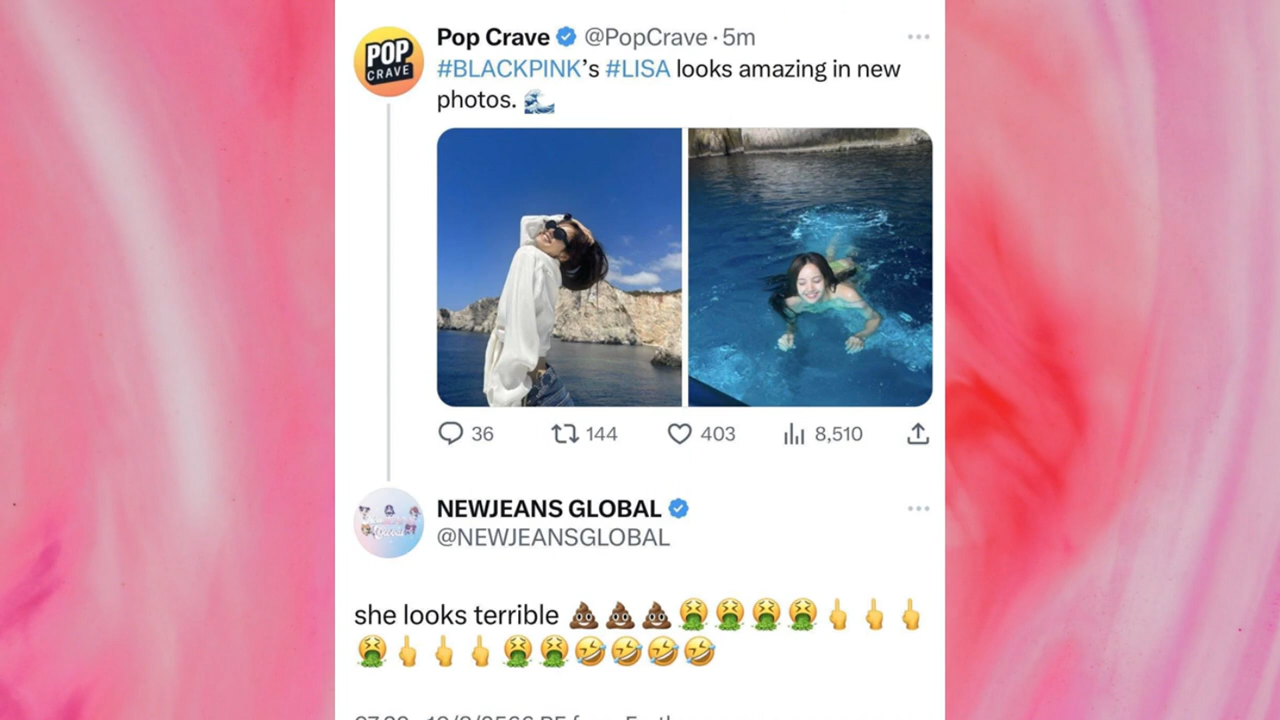 POP
CRAVE
Pop Crave @PopCrave · 5m
#BLACKPINK's #LISA looks amazing in new
photos. 🌊
36 144 403 8,510
NEWJEANS GLOBAL
@NEWJEANSGLOBAL
she looks terrible 💩💩💩🤮🤮🤮🤮🖕🖕🖕
🤮🖕🖕🖕🤮🤮🤣🤣🤣🤣